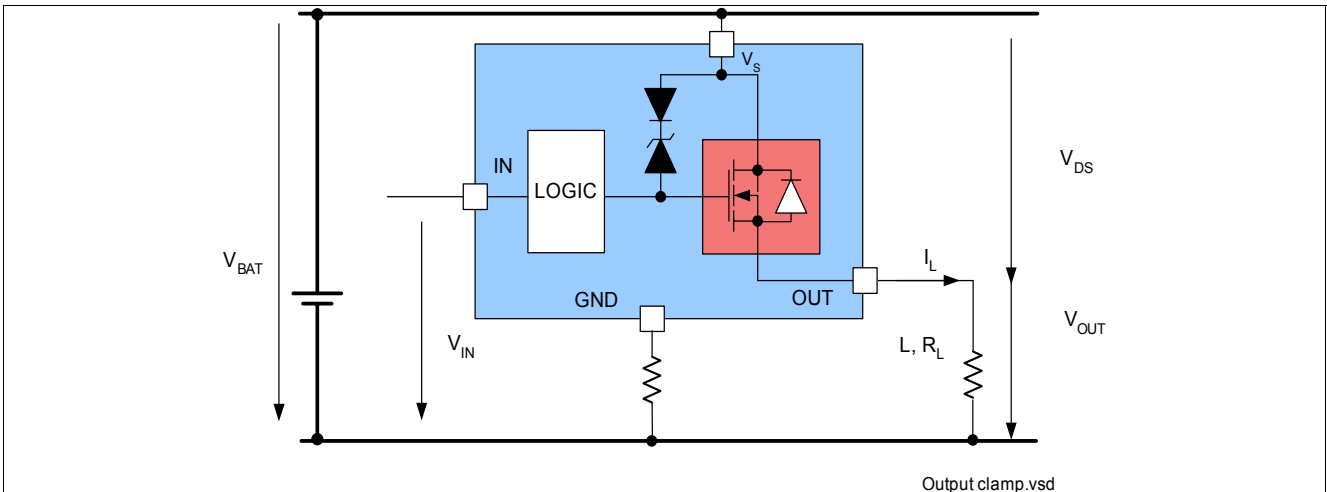 V_S
IN
LOGIC
V_DS
V_BAT
I_L
GND
OUT
V_OUT
V_IN
L, R_L
Output clamp.vsd